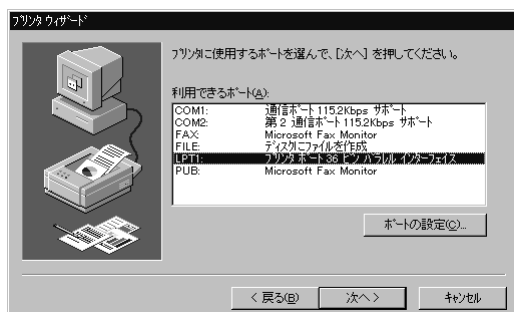 プリンタ ウィザード
プリンタに使用するポートを選んで、[次へ] を押してください。
利用できるポート(A):
COM1: 通信ポート 115.2Kbps サポート
COM2: 第 2 通信ポート 115.2Kbps サポート
FAX: Microsoft Fax Monitor
FILE: ディスクにファイルを作成
LPT1: プリンタ ポート 36 ピン パラレル インターフェイス
PUB: Microsoft Fax Monitor
ポートの設定(C)...
< 戻る(B) 次へ > キャンセル